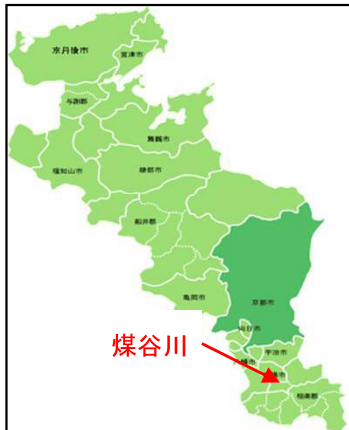 京丹後市
宮津市
与謝郡
舞鶴市
福知山市
綾部市
船井郡
亀岡市
京都市
向日市
宇治市
煤谷川
相楽郡